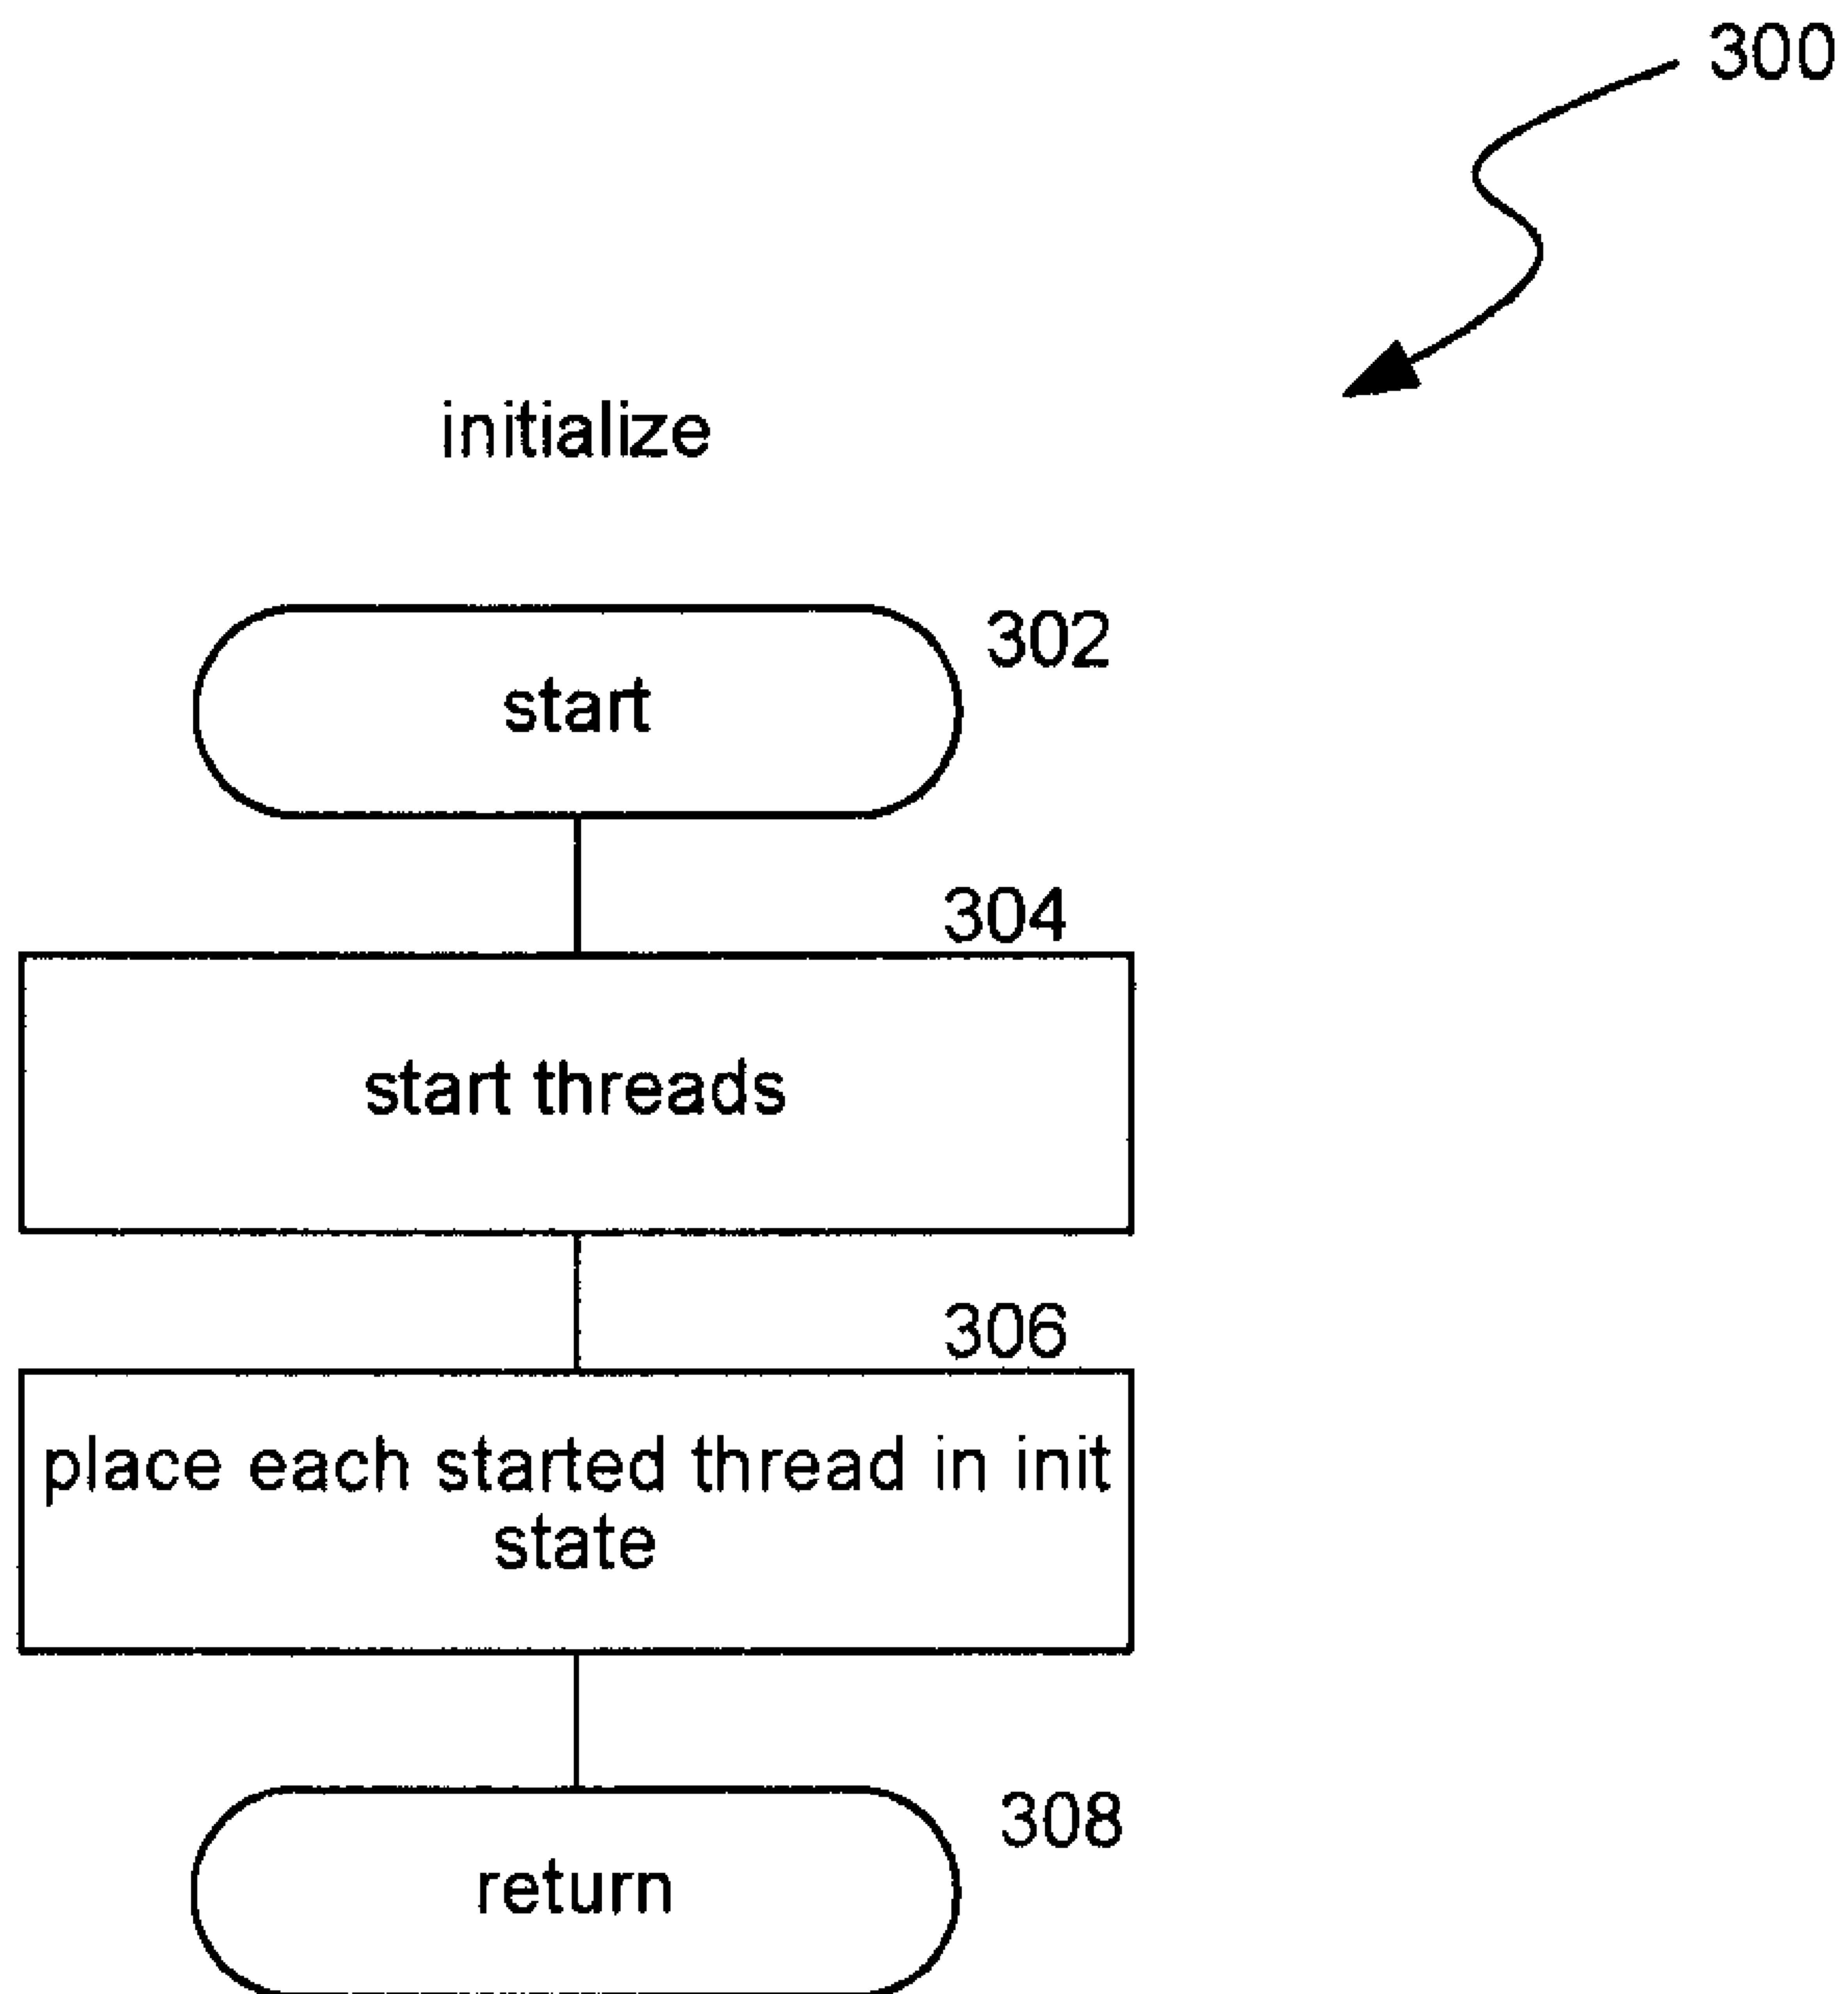 300
initialize
302
start
304
start threads
306
place each started thread in init
state
308
return